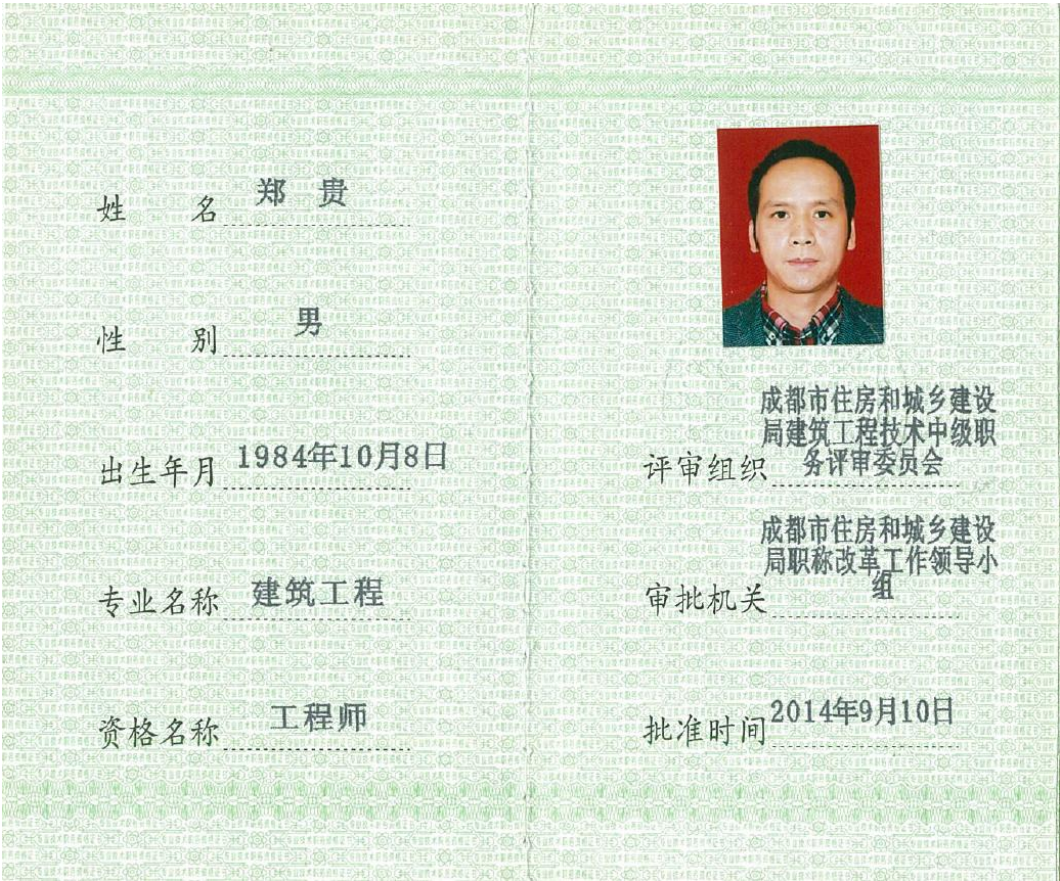 姓名 郑贵
性别 男
出生年月 1984年10月8日
专业名称 建筑工程
资格名称 工程师
成都市住房和城乡建设
局建筑工程技术中级职
评审组织 务评审委员会
成都市住房和城乡建设
局职称改革工作领导小
审批机关 组
批准时间 2014年9月10日